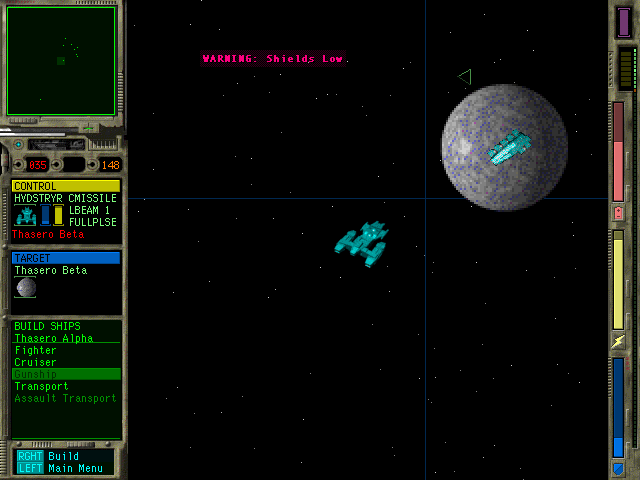 WARNING: Shields Low
035 148
CONTROL
HVDSTRYR CMISSILE
LBEAM 1
FULLPLSE
Thasero Beta
TARGET
Thasero Beta
BUILD SHIPS
Thasero Alpha
Fighter
Cruiser
Gunship
Transport
Assault Transport
RGHT Build
LEFT Main Menu